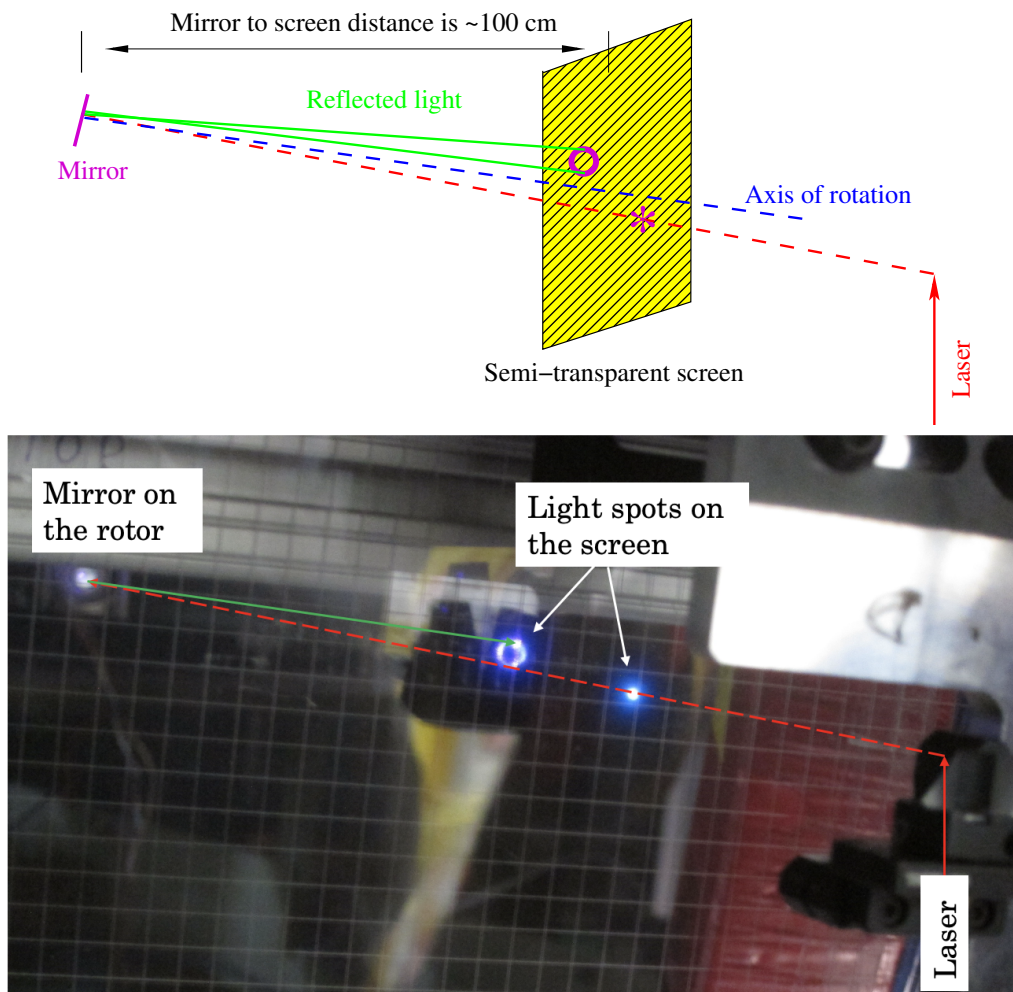 Mirror to screen distance is ~100 cm
Reflected light
Mirror
Axis of rotation
Laser
Semi−transparent screen
TOP
Mirror on
the rotor
Light spots on
the screen
Laser